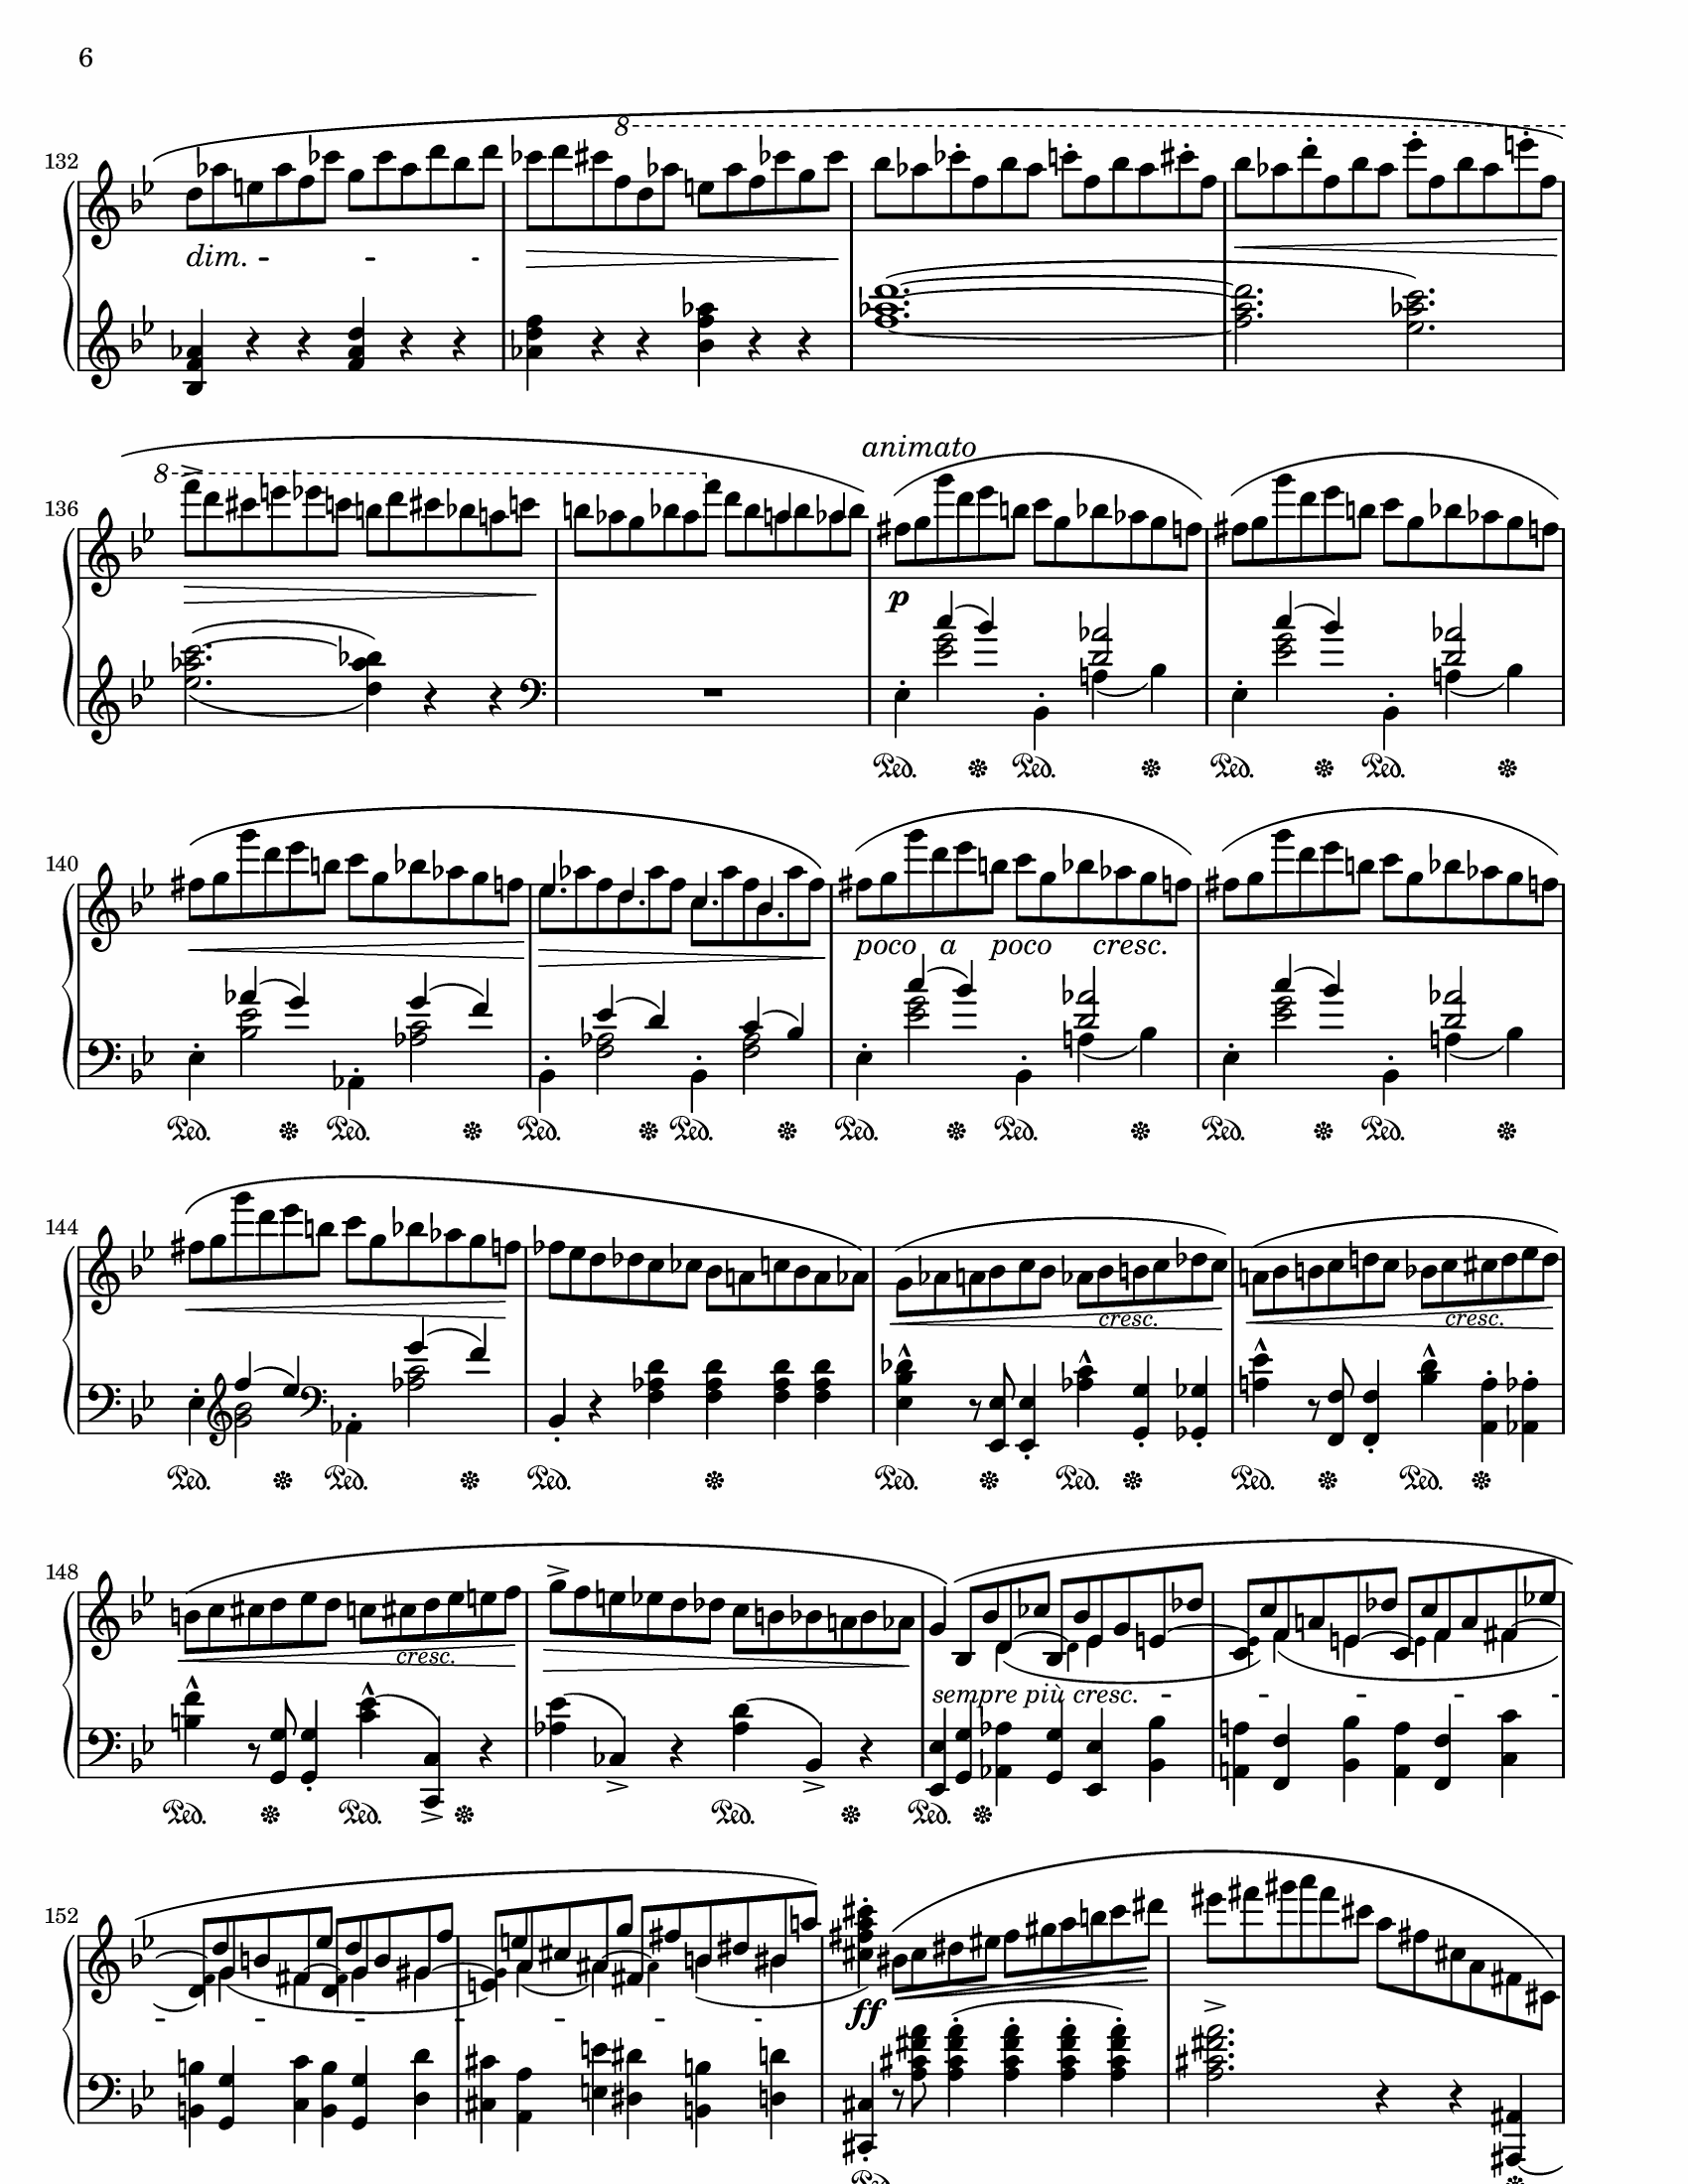 6
132
8
dim. - - -
136
8
animato
p
Ped. Ped. Ped. Ped.
140
poco a poco cresc.
Ped. Ped. Ped. Ped. Ped. Ped. Ped. Ped.
144
cresc. cresc.
Ped. Ped. Ped. Ped. Ped. Ped. Ped.
148
cresc.
sempre più cresc. - - - - -
Ped. Ped. Ped. Ped.
152
- - - - - - -
ff
Ped.